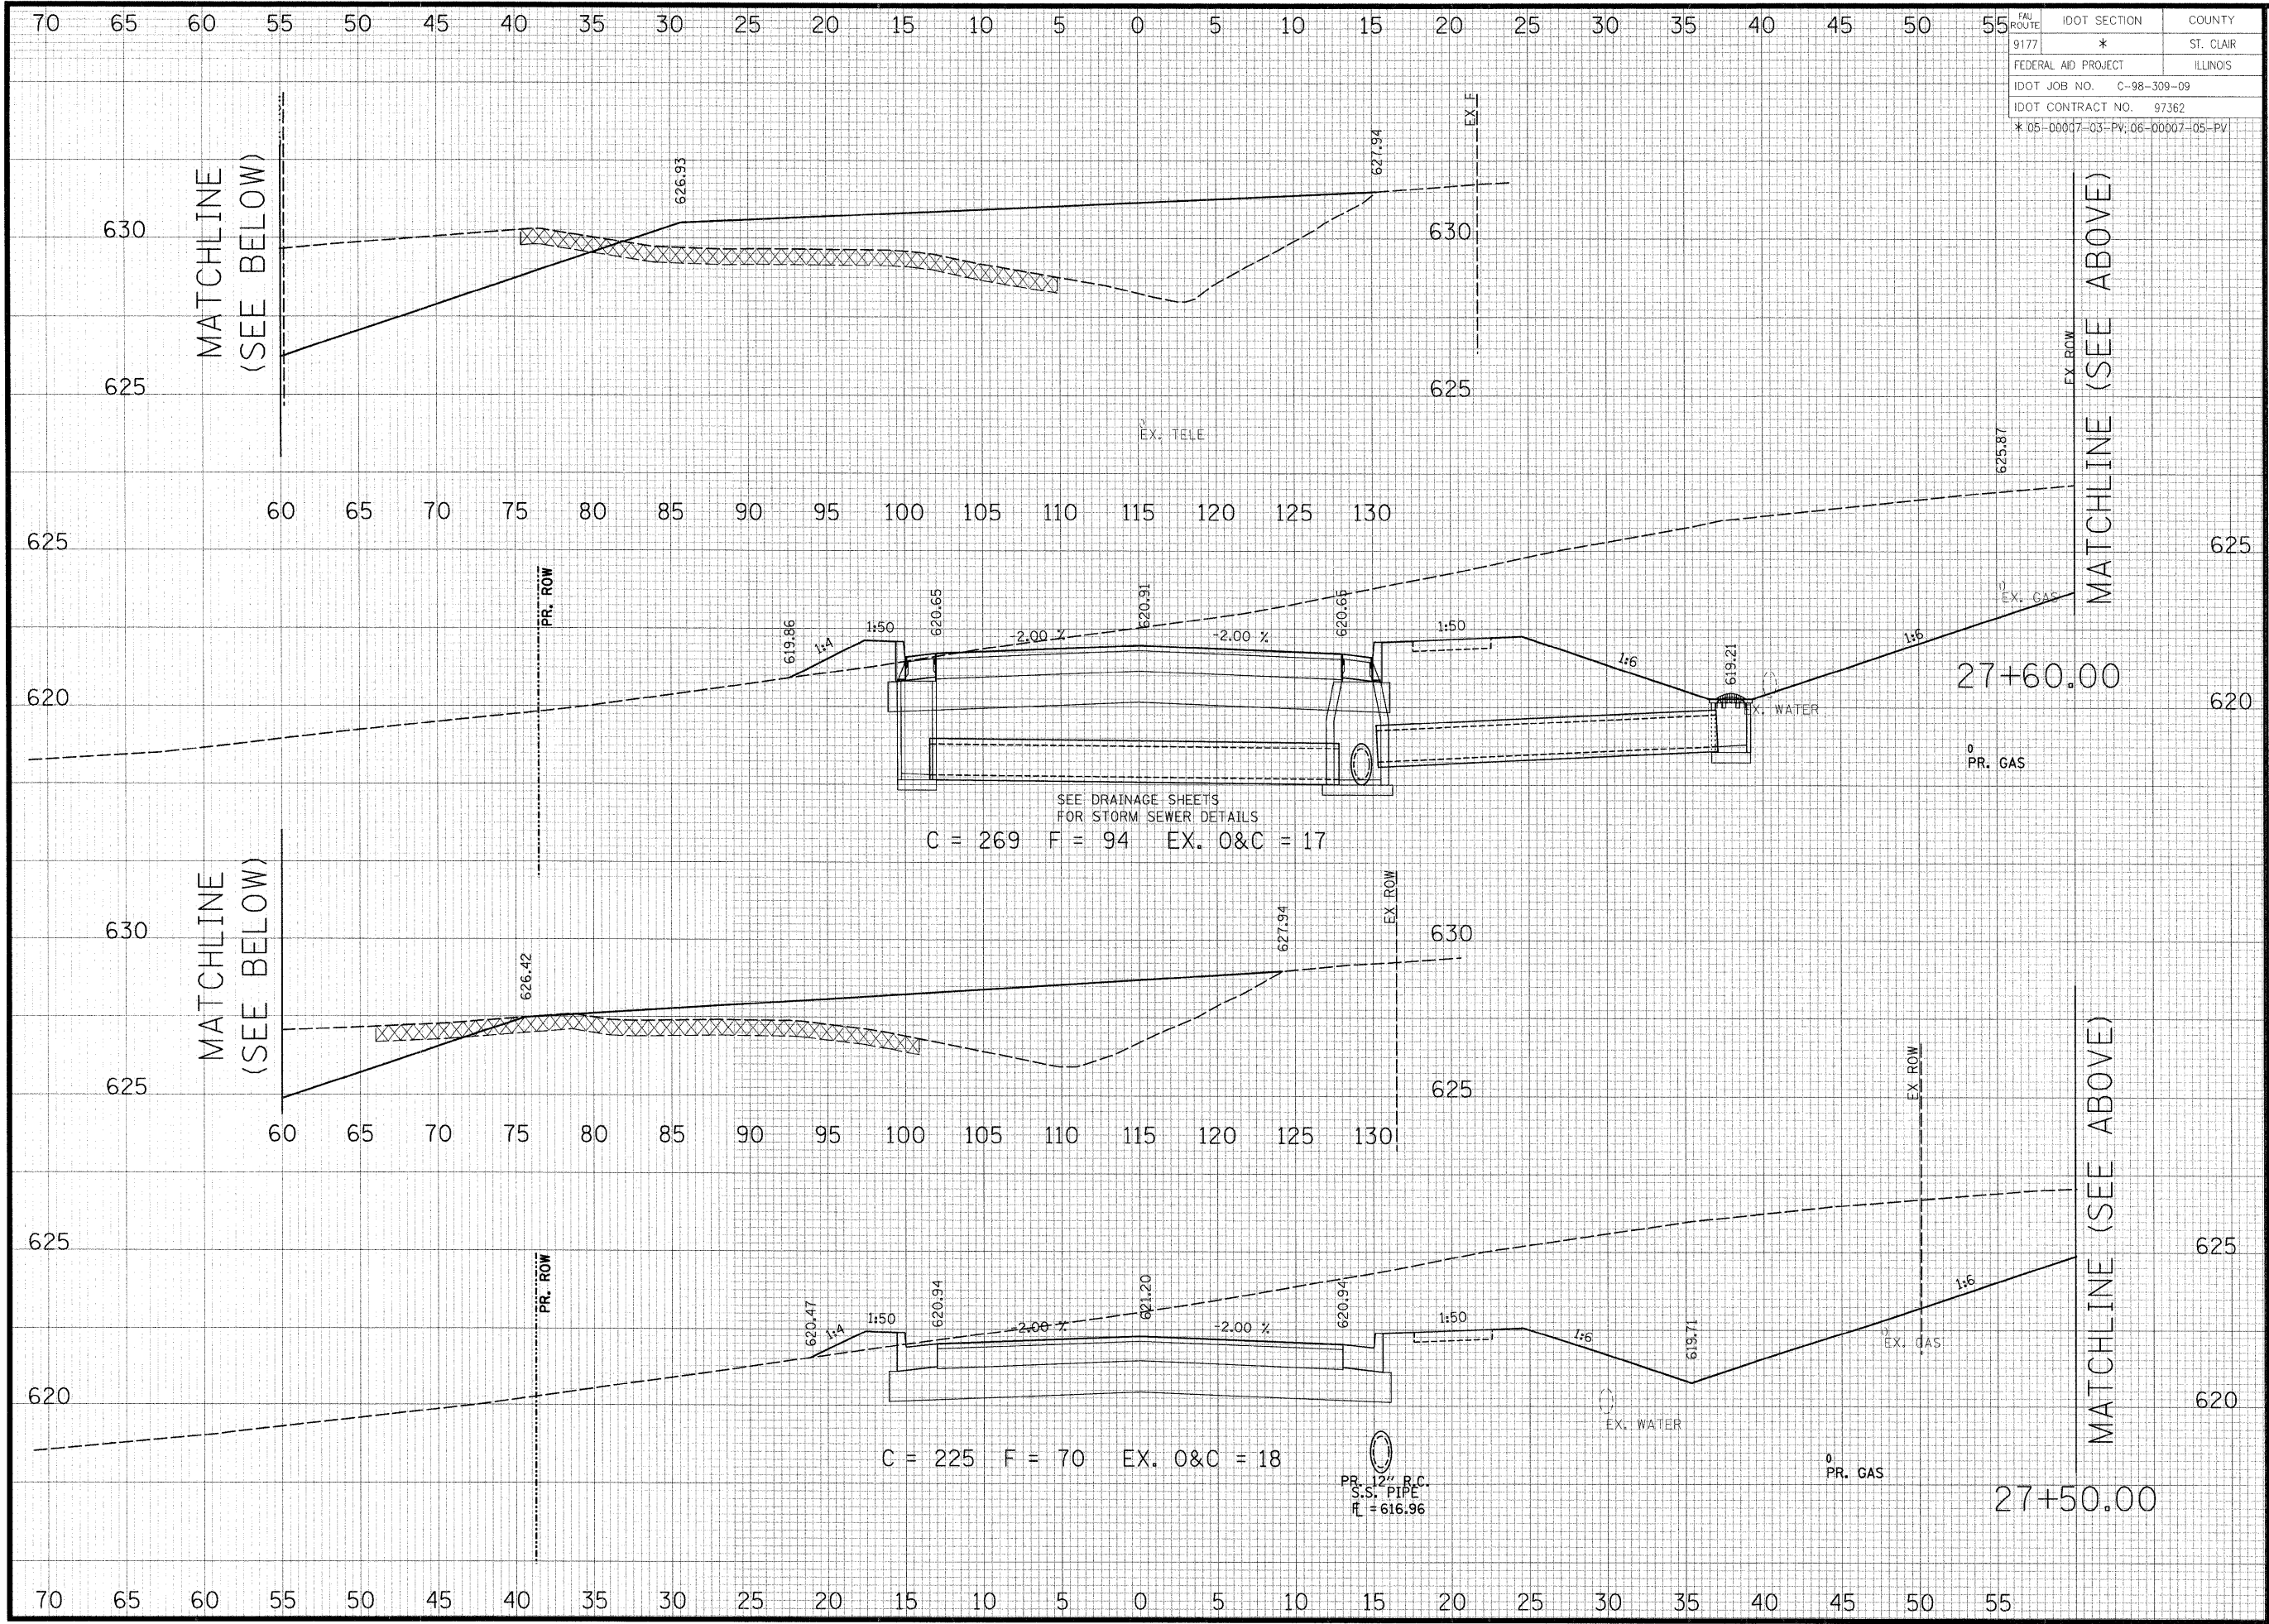 70 65 60 55 50 45 40 35 30 25 20 15 10 5 0 5 10 15 20 25 30 35 40 45 50 55
FAU ROUTE IDOT SECTION COUNTY
9177 * ST. CLAIR
FEDERAL AID PROJECT ILLINOIS
IDOT JOB NO. C-98-309-09
IDOT CONTRACT NO. 97362
* 05-00007-03-PV; 06-00007-05-PV
MATCHLINE
(SEE BELOW)
626.93
627.94
EX F
630 630
625 625
EX. TELE
EX ROW
MATCHLINE (SEE ABOVE)
625.87
60 65 70 75 80 85 90 95 100 105 110 115 120 125 130
625 625
PR. ROW
619.86
1:4
1:50
620.65
-2.00 %
620.91
-2.00 %
620.65
1:50
1:6
619.21
1:6
EX. GAS
27+60.00
620 620
EX. WATER
PR. GAS
SEE DRAINAGE SHEETS
FOR STORM SEWER DETAILS
C = 269 F = 94 EX. O&C = 17
MATCHLINE
(SEE BELOW)
626.42
627.94
EX ROW
630 630
625 625
60 65 70 75 80 85 90 95 100 105 110 115 120 125 130
EX ROW
MATCHLINE (SEE ABOVE)
625 625
PR. ROW
620.47
1:4
1:50
620.94
-2.00 %
621.20
-2.00 %
620.94
1:50
1:6
619.71
1:6
EX. GAS
620 620
EX. WATER
C = 225 F = 70 EX. O&C = 18
PR. 12" R.C.
S.S. PIPE
FL = 616.96
PR. GAS
27+50.00
70 65 60 55 50 45 40 35 30 25 20 15 10 5 0 5 10 15 20 25 30 35 40 45 50 55